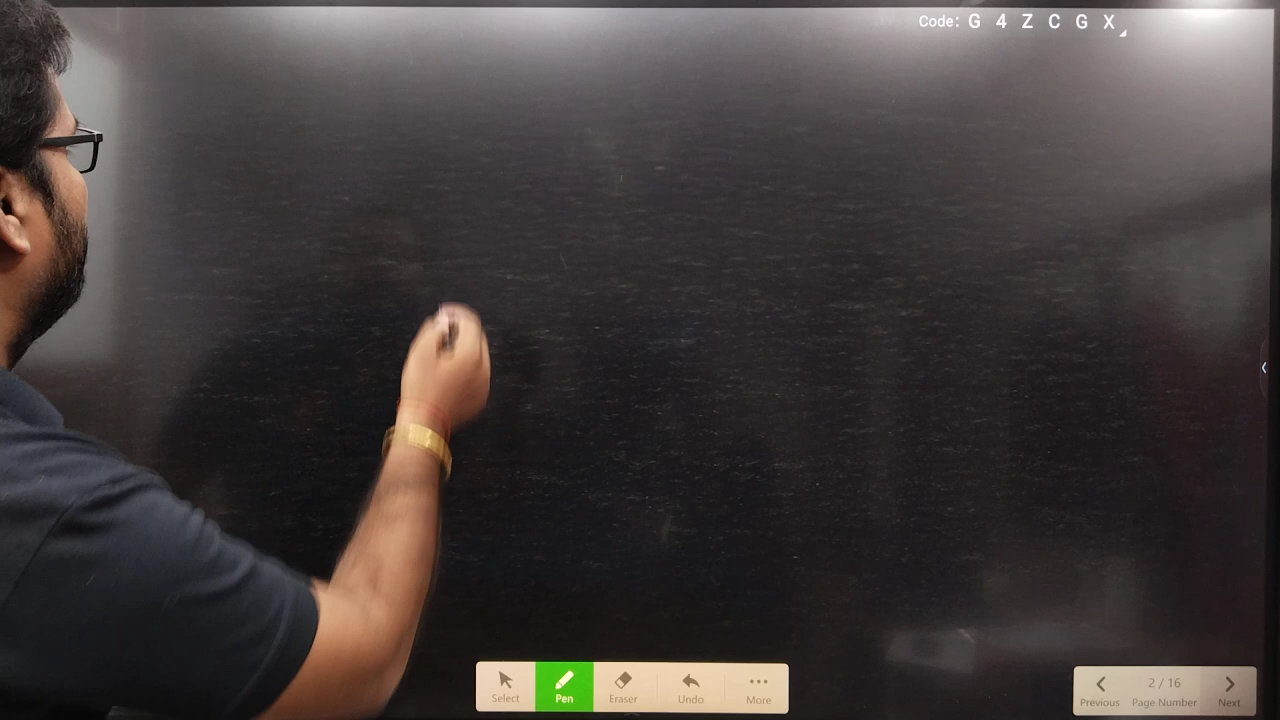 Code: G 4 Z C G X
Select Pen Eraser Undo More
2 / 16
Previous Page Number Next